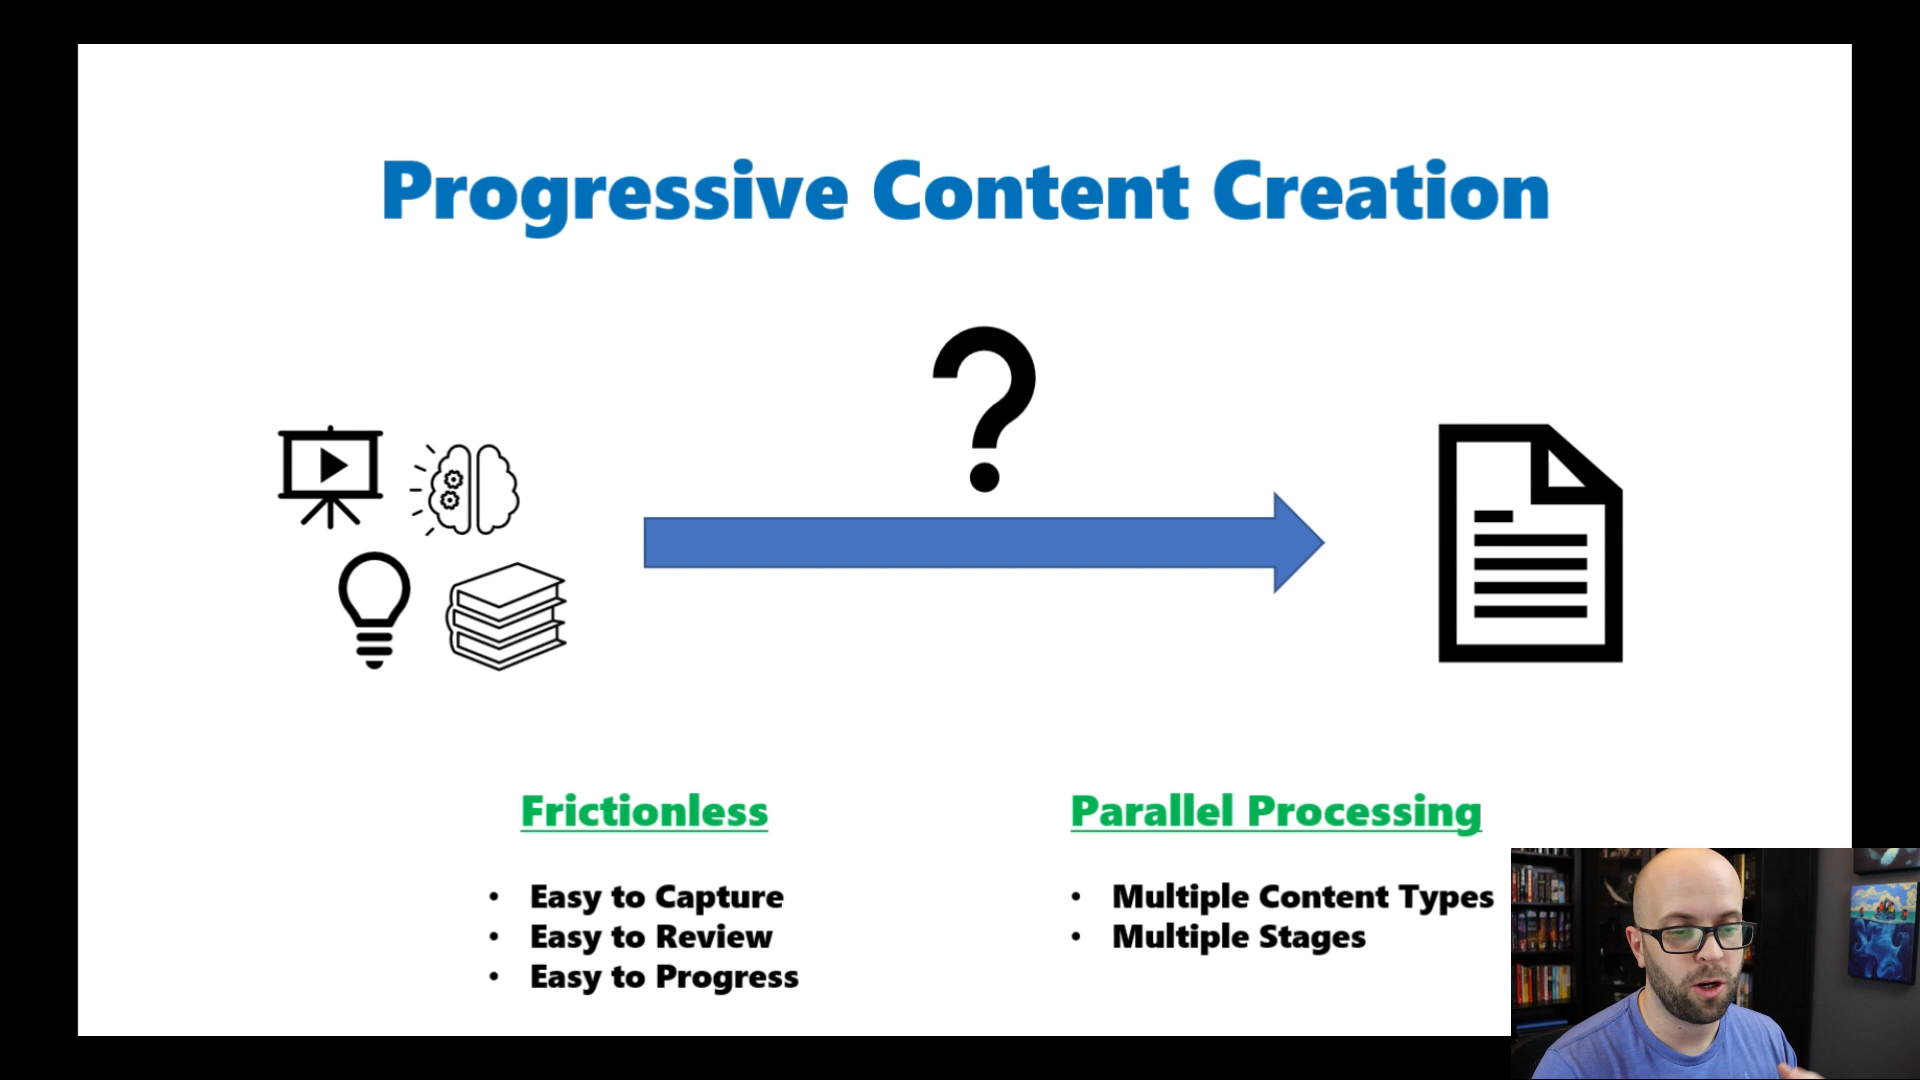 Progressive Content Creation
?
Frictionless
• Easy to Capture
• Easy to Review
• Easy to Progress
Parallel Processing
• Multiple Content Types
• Multiple Stages